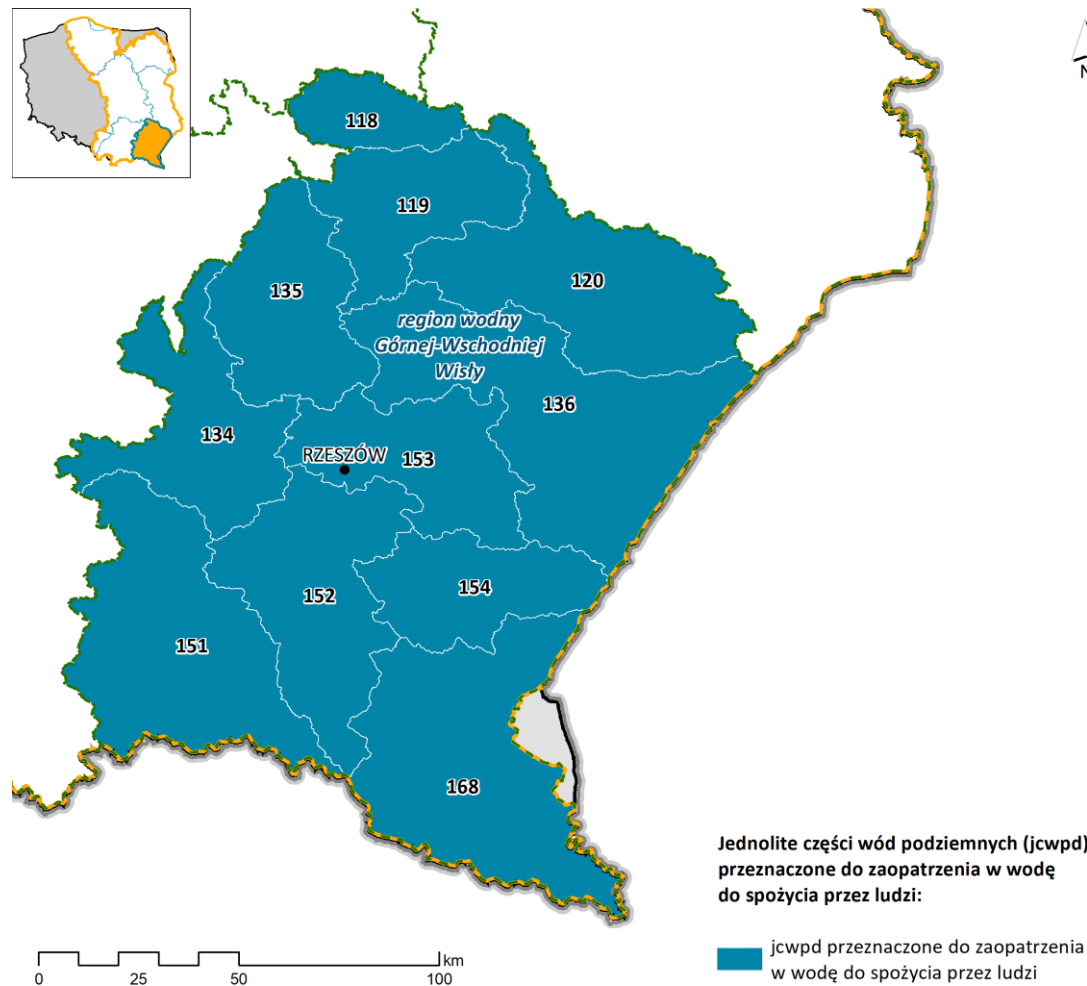 N
118
119
135
120
region wodny
Górnej-Wschodniej
Wisły
136
134
RZESZÓW
153
152
154
151
168
Jednolite części wód podziemnych (jcwpd)
przeznaczone do zaopatrzenia w wodę
do spożycia przez ludzi:
jcwpd przeznaczone do zaopatrzenia
w wodę do spożycia przez ludzi
km
0 25 50 100